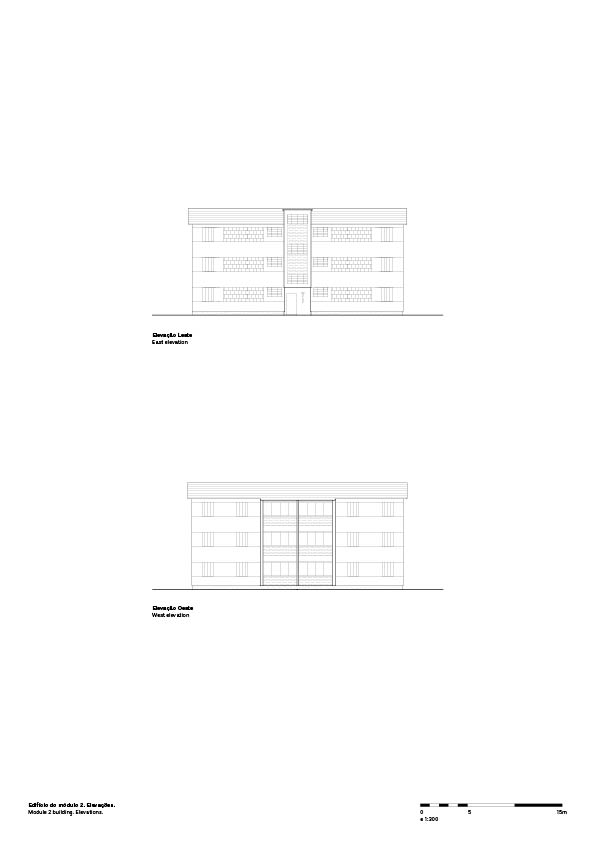 Elevação Leste
East elevation
Elevação Oeste
West elevation
Edifício do módulo 2. Elevações.
Module 2 building. Elevations.
0 5 15m
e 1:300